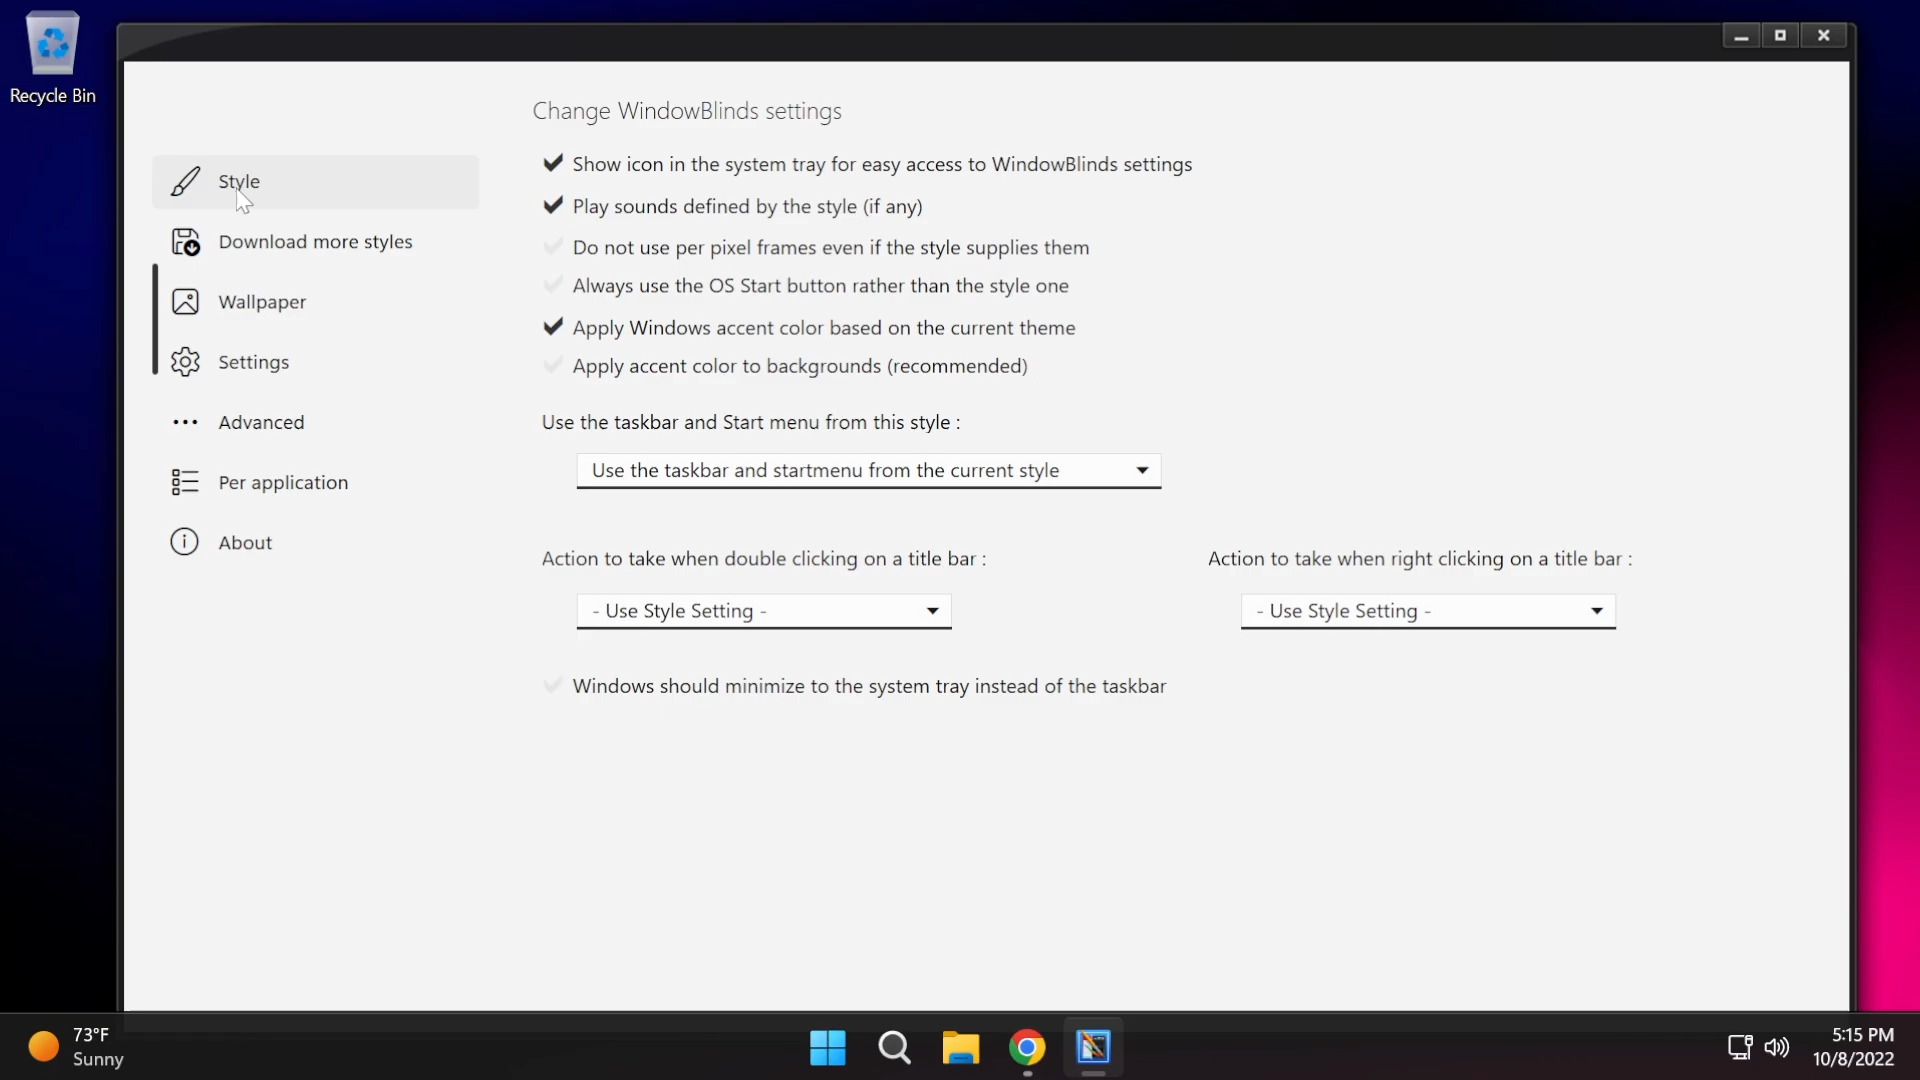 Recycle Bin
Change WindowBlinds settings
Style
Download more styles
Wallpaper
Settings
Advanced
Per application
About
Show icon in the system tray for easy access to WindowBlinds settings
Play sounds defined by the style (if any)
Do not use per pixel frames even if the style supplies them
Always use the OS Start button rather than the style one
Apply Windows accent color based on the current theme
Apply accent color to backgrounds (recommended)
Use the taskbar and Start menu from this style :
Use the taskbar and startmenu from the current style
Action to take when double clicking on a title bar :
- Use Style Setting -
Action to take when right clicking on a title bar :
- Use Style Setting -
Windows should minimize to the system tray instead of the taskbar
73°F
Sunny
5:15 PM
10/8/2022